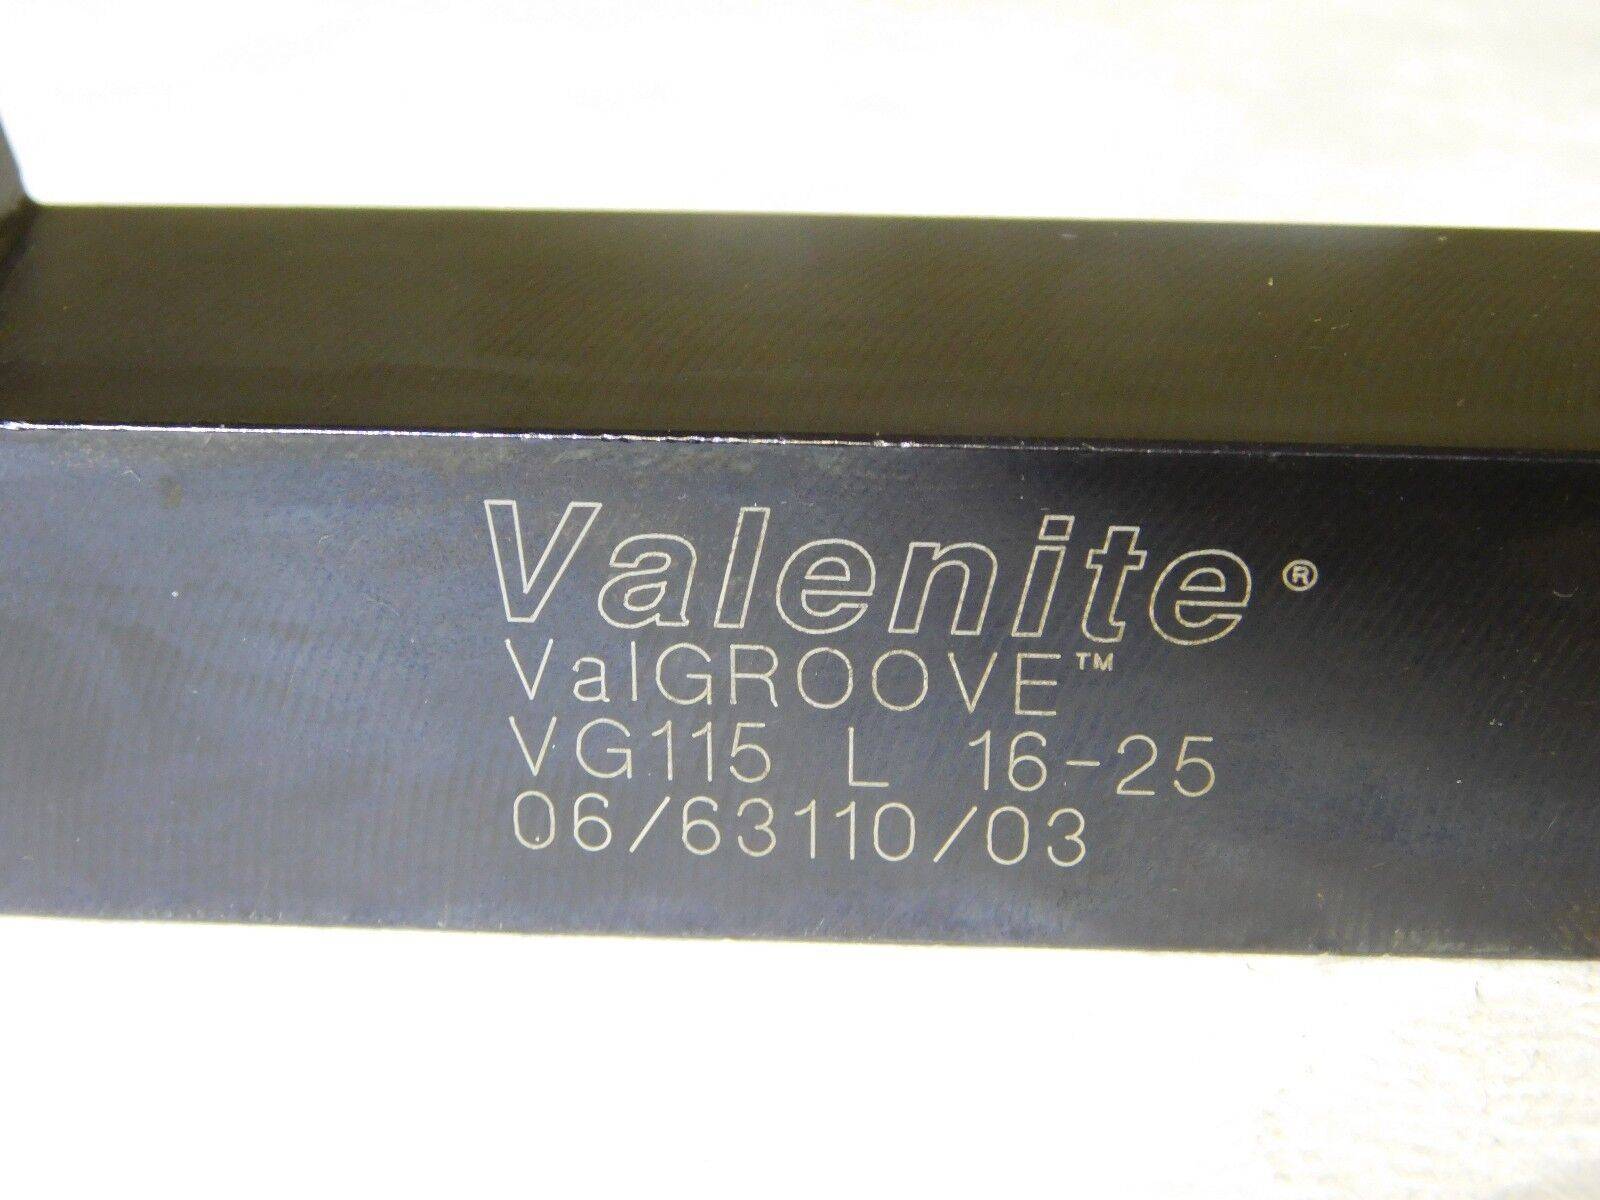 Valenite®
ValGROOVE™
VG115 L 16-25
06/63110/03